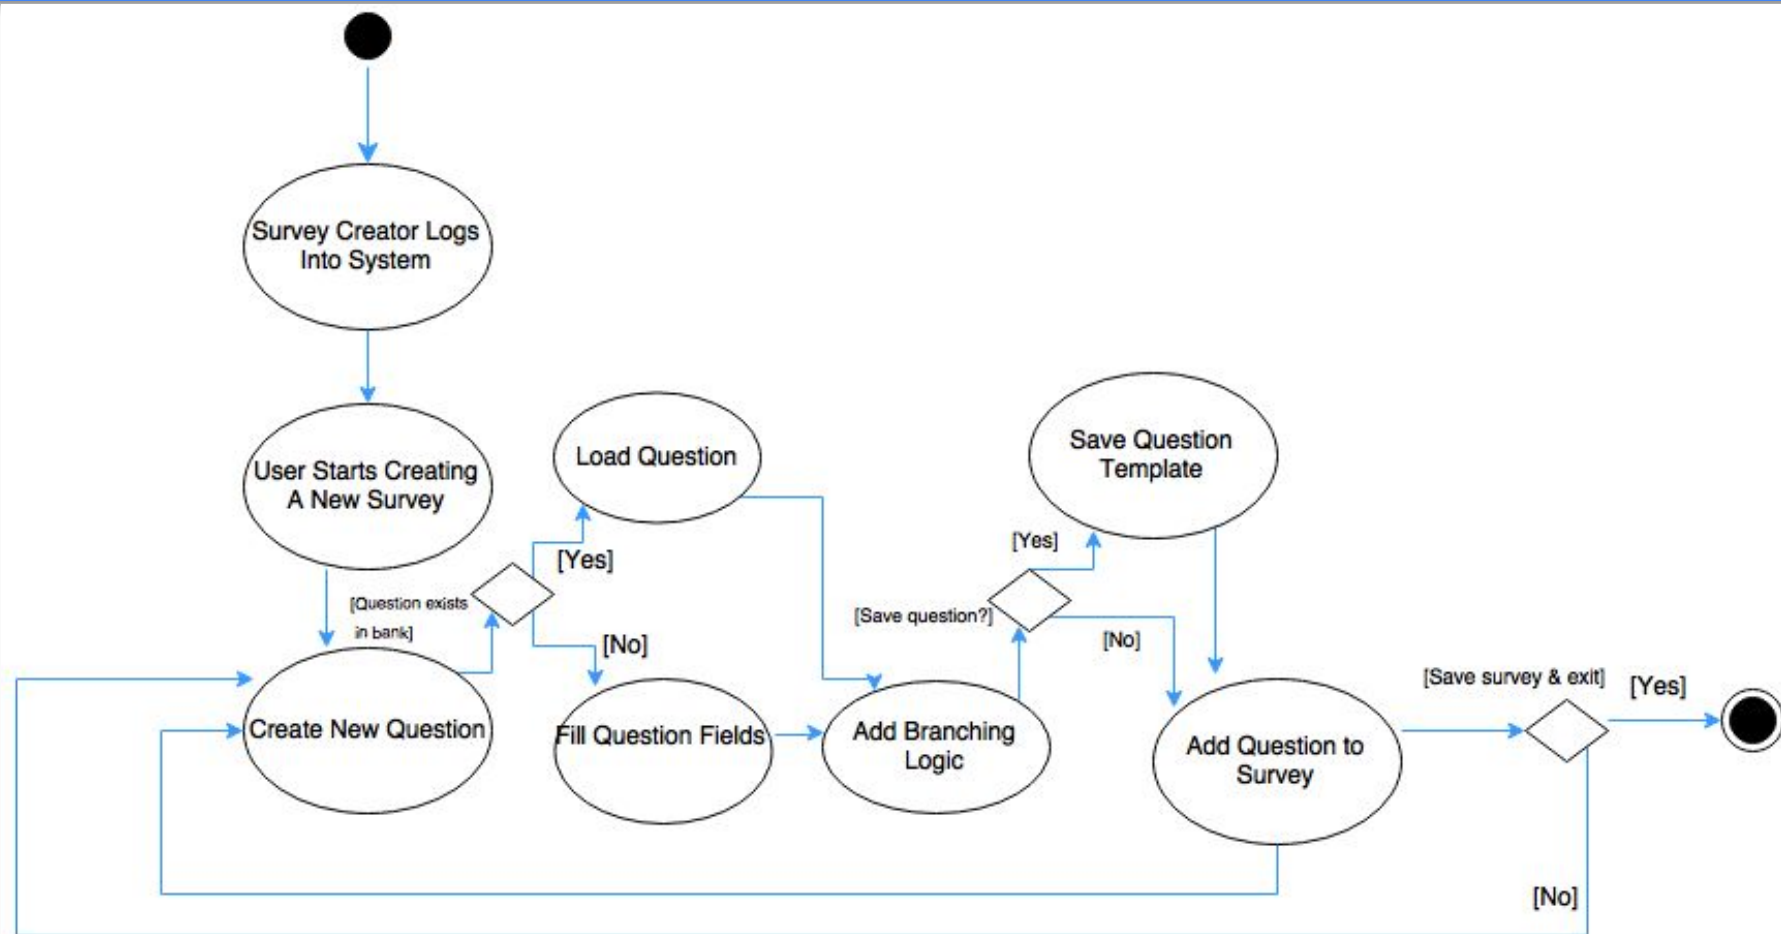 Survey Creator Logs
Into System
User Starts Creating
A New Survey
[Question exists
in bank]
Create New Question
[Yes]
Load Question
[No]
Fill Question Fields
Add Branching
Logic
[Save question?]
[Yes]
Save Question
Template
[No]
Add Question to
Survey
[Save survey & exit]
[Yes]
[No]